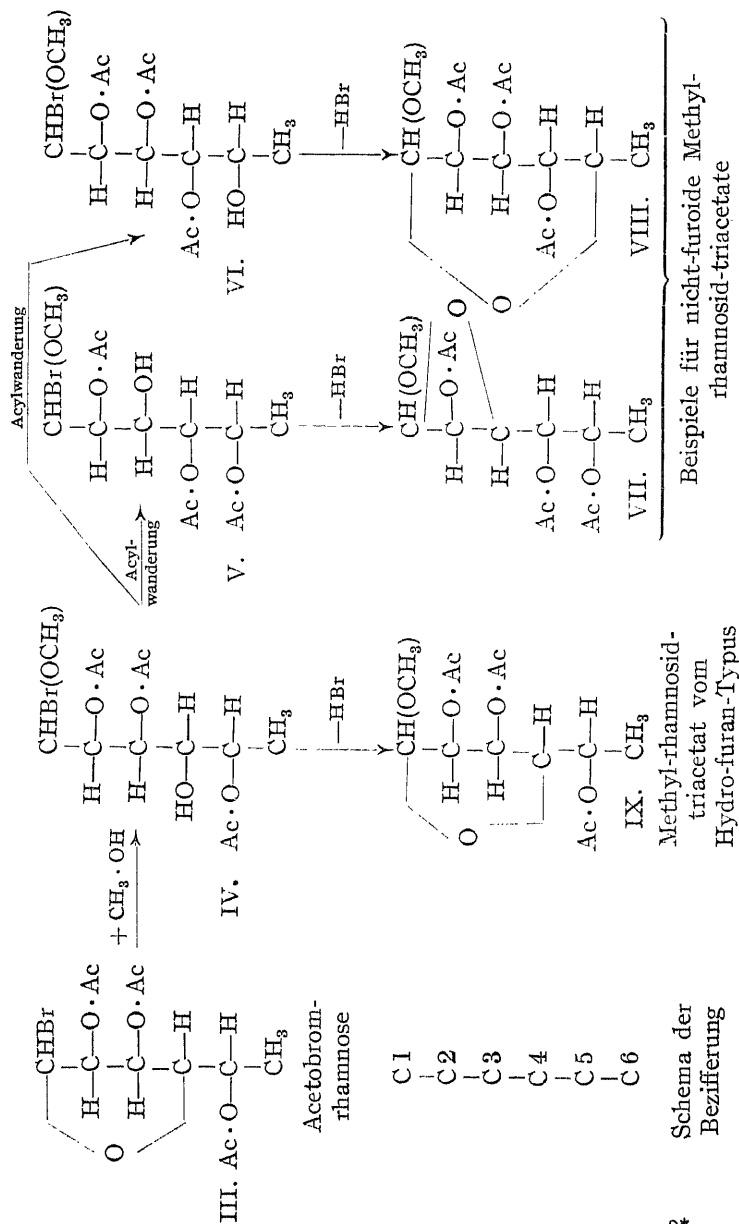 CHBr
H—C—O·Ac
H—C—O·Ac
O
C—H
III. Ac·O—C—H
CH₃
Acetobrom-
rhamnose
+ CH₃·OH
CHBr(OCH₃)
H—C—O·Ac
H—C—O·Ac
HO—C—H
IV. Ac·O—C—H
CH₃
Acyl-
wanderung
Acylwanderung
CHBr(OCH₃)
H—C—O·Ac
H—C—OH
Ac·O—C—H
V. Ac·O—C—H
CH₃
CHBr(OCH₃)
H—C—O·Ac
H—C—O·Ac
Ac·O—C—H
VI. HO—C—H
CH₃
—HBr
—HBr
—HBr
C1
C2
C3
C4
C5
C6
Schema der
Bezifferung
CH(OCH₃)
H—C—O·Ac
H—C—O·Ac
O
C—H
Ac·O—C—H
IX. CH₃
Methyl-rhamnosid-
triacetat vom
Hydro-furan-Typus
CH(OCH₃)
H—C—O·Ac
O
H—C
Ac·O—C—H
Ac·O—C—H
VII. CH₃
CH(OCH₃)
H—C—O·Ac
H—C—O·Ac
O
Ac·O—C—H
C—H
VIII. CH₃
Beispiele für nicht-furoide Methyl-
rhamnosid-triacetate